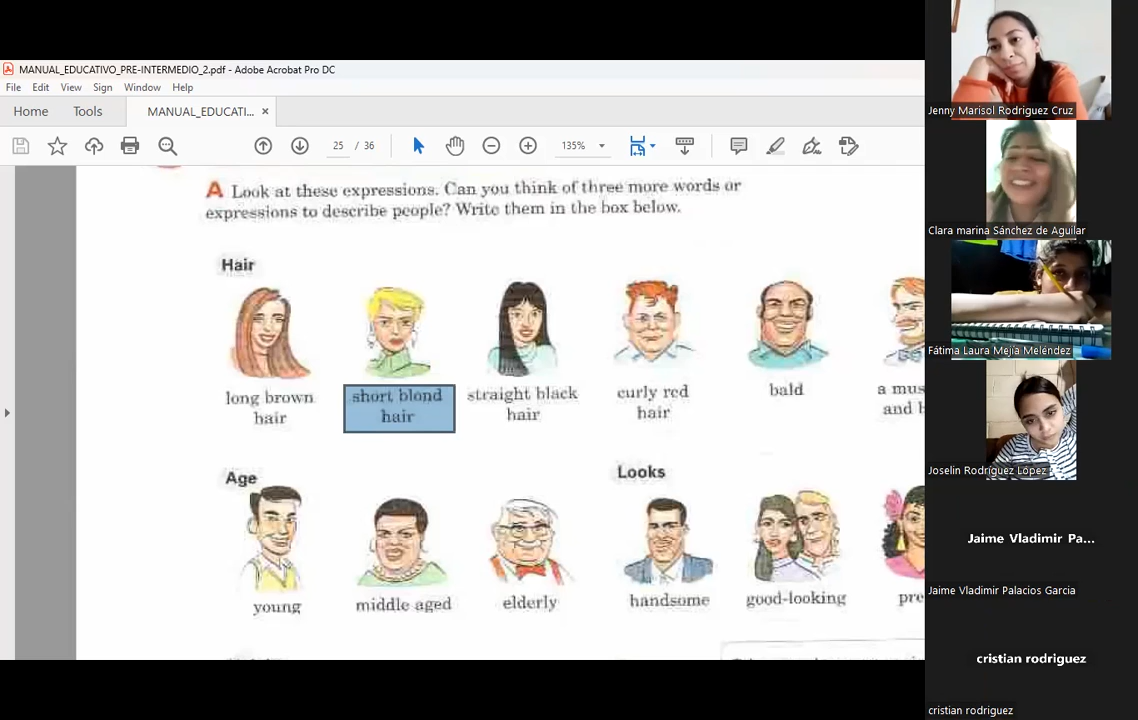 MANUAL_EDUCATIVO_PRE-INTERMEDIO_2.pdf - Adobe Acrobat Pro DC
File Edit View Sign Window Help
Home Tools MANUAL_EDUCATI... ×
25 / 36 135%
A Look at these expressions. Can you think of three more words or
expressions to describe people? Write them in the box below.
Hair
long brown
hair
short blond
hair
straight black
hair
curly red
hair
bald
a mus
and b
Age
young
middle aged
elderly
Looks
handsome
good-looking
pre
Jenny Marisol Rodriguez Cruz
Clara marina Sánchez de Aguilar
Fátima Laura Mejía Meléndez
Joselin Rodríguez López
Jaime Vladimir Pa...
Jaime Vladimir Palacios Garcia
cristian rodriguez
cristian rodriguez